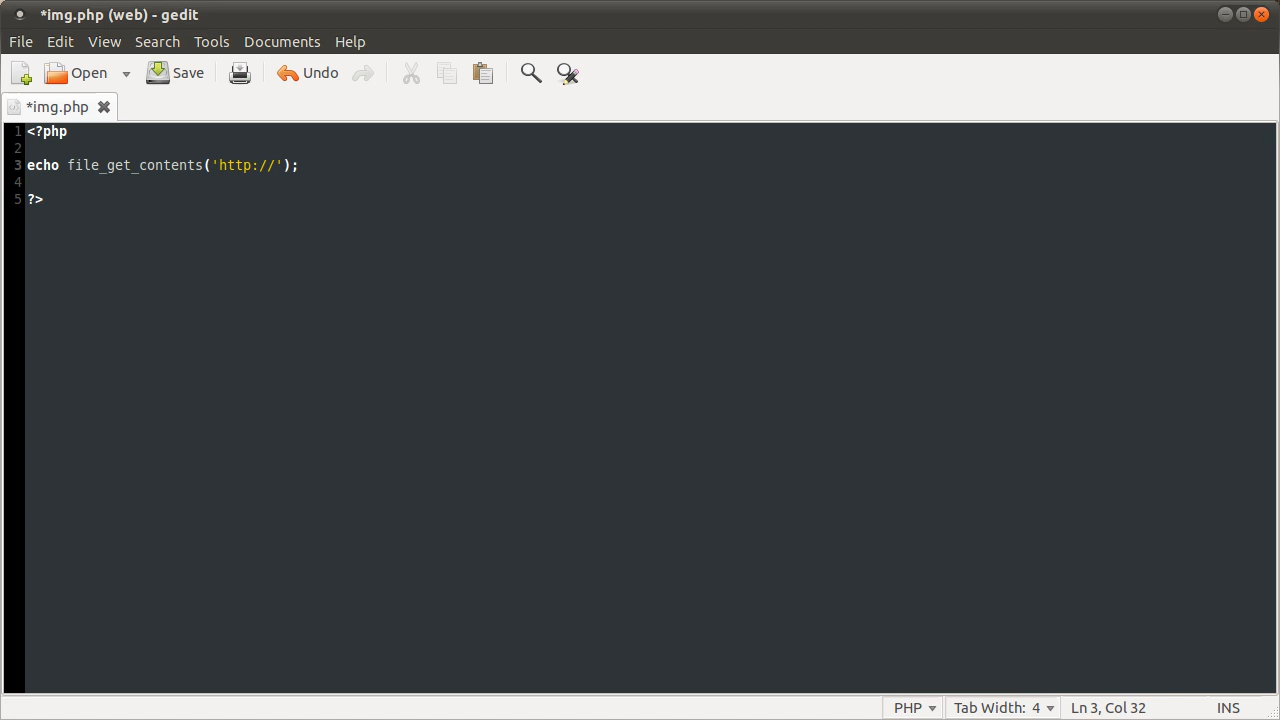 *img.php (web) - gedit
File Edit View Search Tools Documents Help
Open Save Undo
*img.php
1 <?php
2
3 echo file_get_contents('http://');
4
5 ?>
PHP Tab Width: 4 Ln 3, Col 32 INS